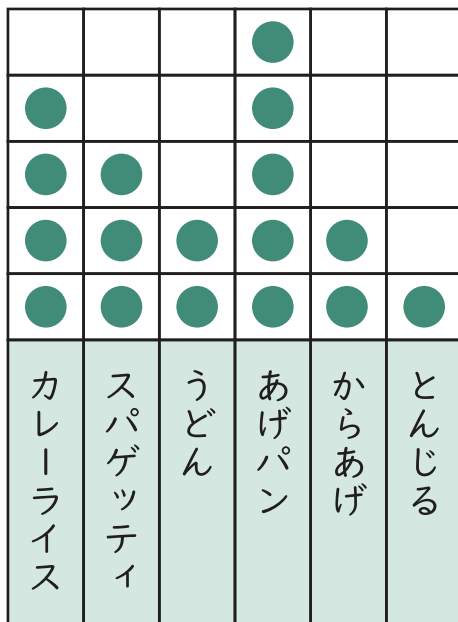 カレーライス
スパゲッティ
うどん
あげパン
からあげ
とんじる